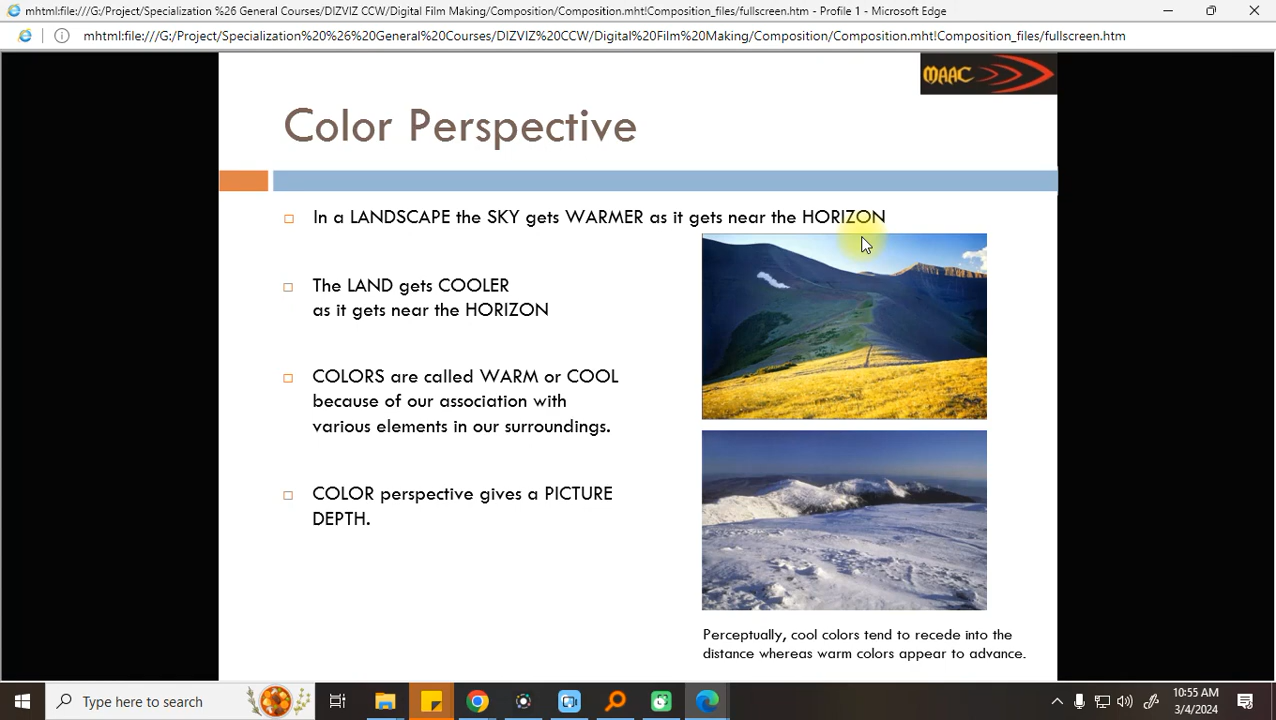 mhtml:file:///G:/Project/Specialization %26 General Courses/DIZVIZ CCW/Digital Film Making/Composition/Composition.mht!Composition_files/fullscreen.htm - Profile 1 - Microsoft Edge
mhtml:file:///G:/Project/Specialization%20%26%20General%20Courses/DIZVIZ%20CCW/Digital%20Film%20Making/Composition/Composition.mht!Composition_files/fullscreen.htm
MAAC
Color Perspective
In a LANDSCAPE the SKY gets WARMER as it gets near the HORIZON
The LAND gets COOLER
as it gets near the HORIZON
COLORS are called WARM or COOL
because of our association with
various elements in our surroundings.
COLOR perspective gives a PICTURE
DEPTH.
Perceptually, cool colors tend to recede into the
distance whereas warm colors appear to advance.
Type here to search
10:55 AM
3/4/2024